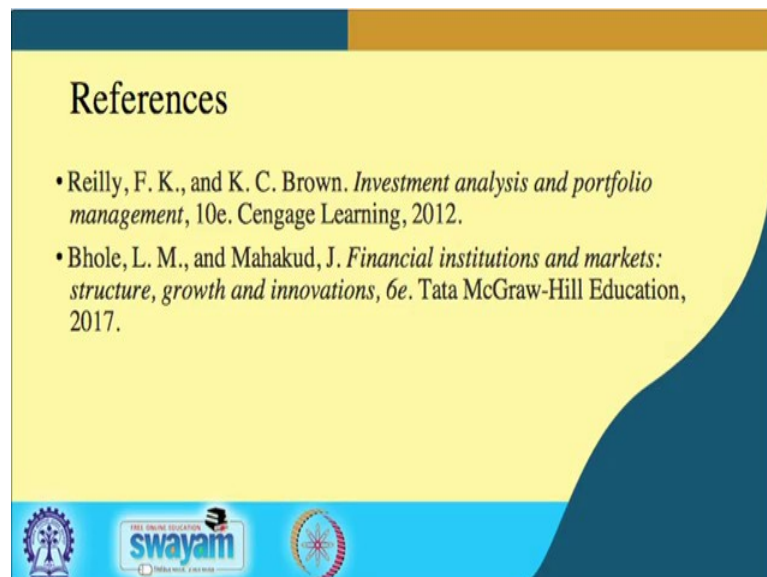 References
• Reilly, F. K., and K. C. Brown. Investment analysis and portfolio
management, 10e. Cengage Learning, 2012.
• Bhole, L. M., and Mahakud, J. Financial institutions and markets:
structure, growth and innovations, 6e. Tata McGraw-Hill Education,
2017.
FREE ONLINE EDUCATION
swayam